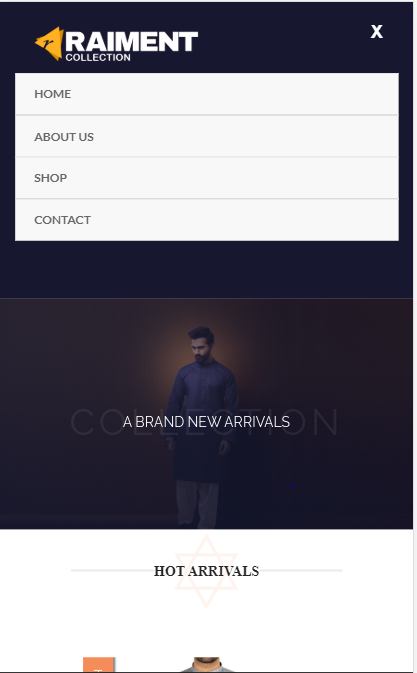 X
RAIMENT
COLLECTION
HOME
ABOUT US
SHOP
CONTACT
COLLECTION
A BRAND NEW ARRIVALS
HOT ARRIVALS